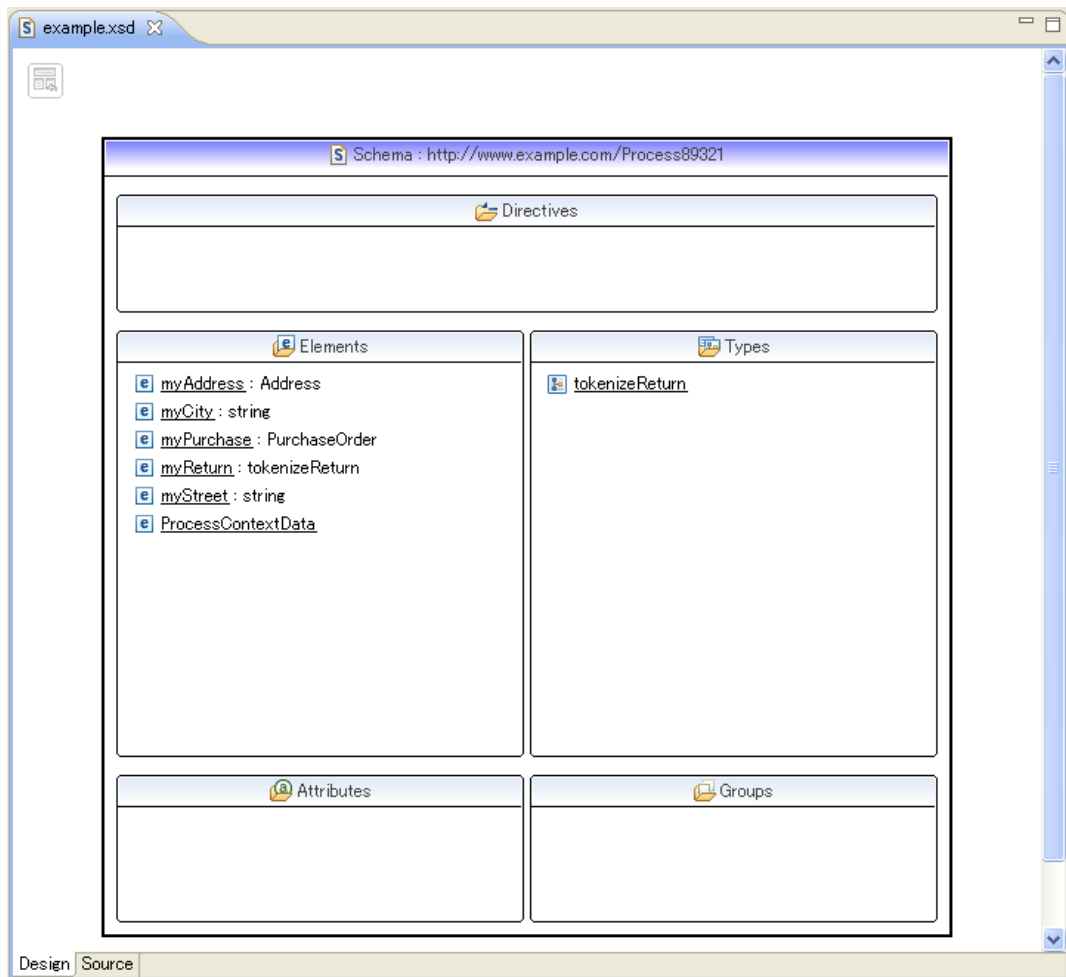 example.xsd
Schema : http://www.example.com/Process89321
Directives
Elements
myAddress : Address
myCity : string
myPurchase : PurchaseOrder
myReturn : tokenizeReturn
myStreet : string
ProcessContextData
Types
tokenizeReturn
Attributes
Groups
Design Source